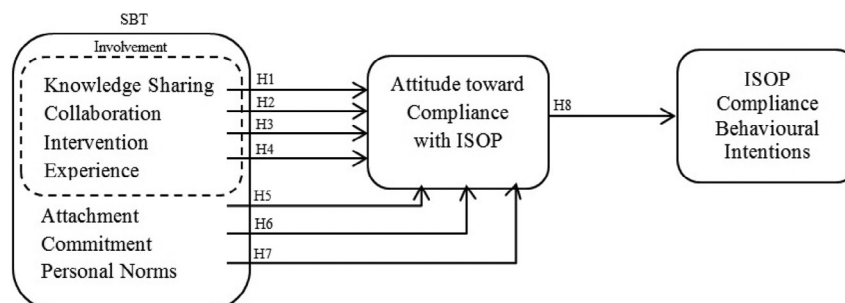 SBT
Involvement
Knowledge Sharing
Collaboration
Intervention
Experience
Attachment
Commitment
Personal Norms
H1
H2
H3
H4
H5
H6
H7
Attitude toward
Compliance
with ISOP
H8
ISOP
Compliance
Behavioural
Intentions